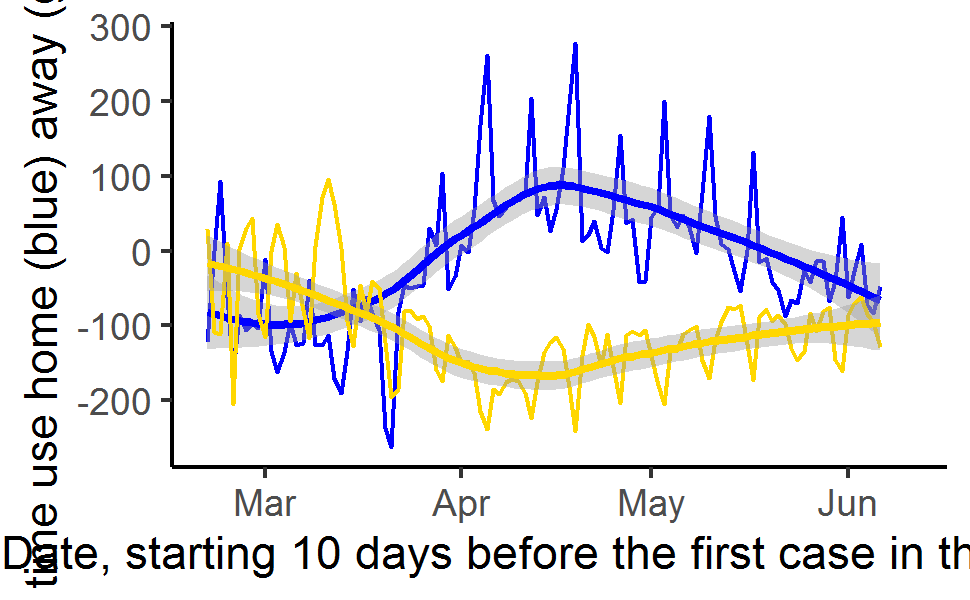 time use home (blue) away (
300
200
100
0
-100
-200
Mar Apr May Jun
Date, starting 10 days before the first case in th